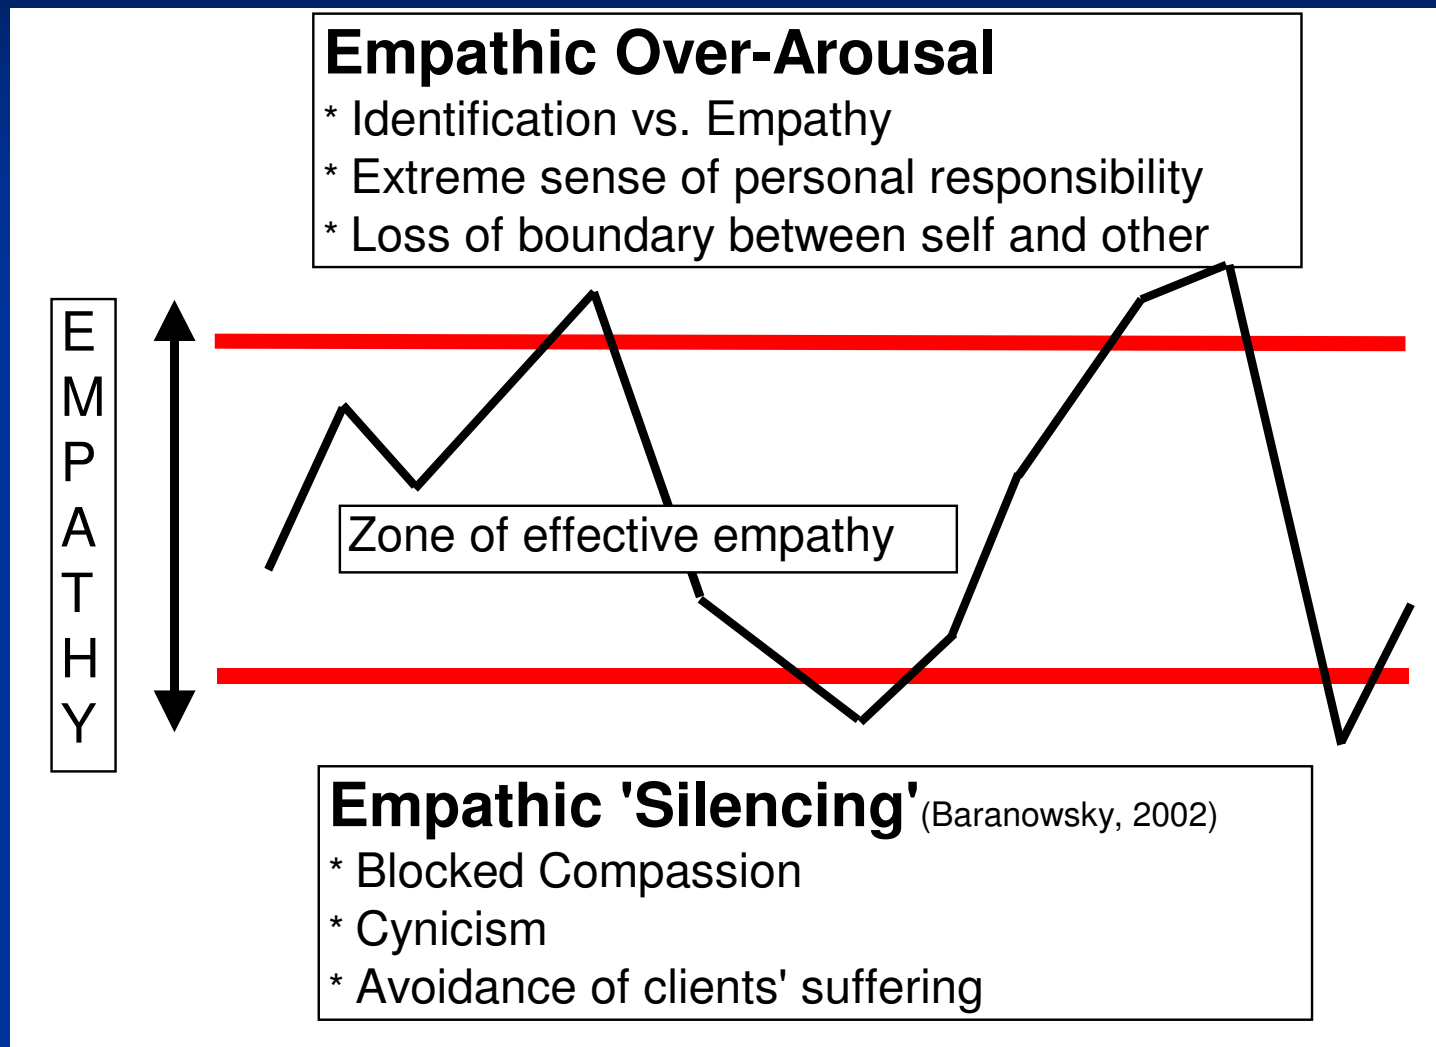 Empathic Over-Arousal
* Identification vs. Empathy
* Extreme sense of personal responsibility
* Loss of boundary between self and other
E
M
P
A
T
H
Y
Zone of effective empathy
Empathic 'Silencing'(Baranowsky, 2002)
* Blocked Compassion
* Cynicism
* Avoidance of clients' suffering